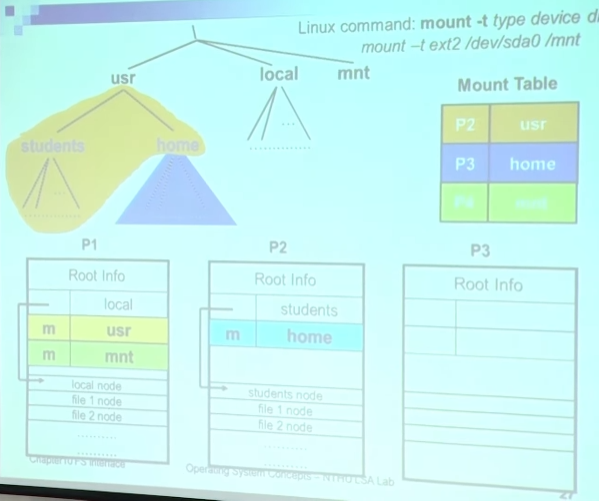 Linux command: mount -t type device
mount –t ext2 /dev/sda0 /mnt
\
usr
local
mnt
students
home
...
...
Mount Table
P2
usr
P3
home
P1
Root Info
local
m
usr
m
mnt
local node
file 1 node
file 2 node
..........
P2
Root Info
students
m
home
students node
file 1 node
file 2 node
..........
P3
Root Info
Chapter10 FS Interface
Operating System Concepts – NTHU LSA Lab
27